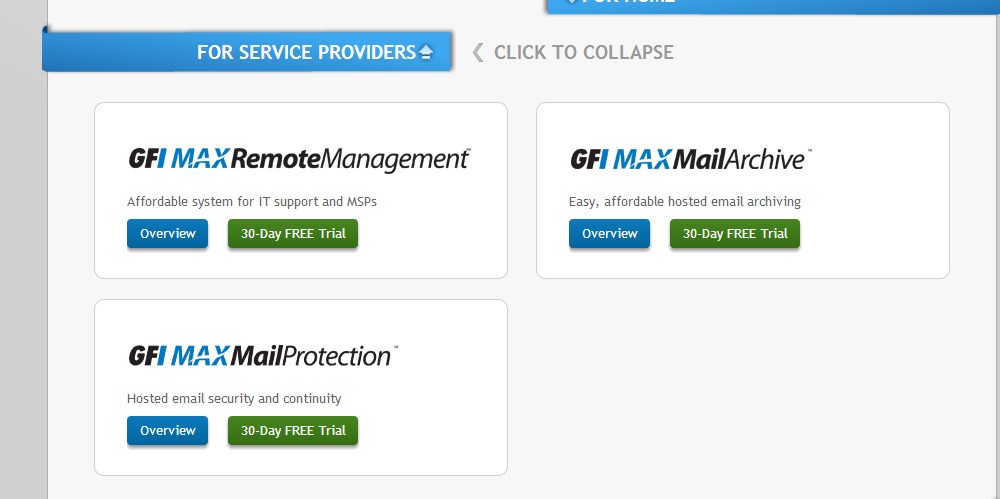 FOR HOME
FOR SERVICE PROVIDERS CLICK TO COLLAPSE
GFI MAX RemoteManagement™
Affordable system for IT support and MSPs
Overview 30-Day FREE Trial
GFI MAX MailArchive™
Easy, affordable hosted email archiving
Overview 30-Day FREE Trial
GFI MAX MailProtection™
Hosted email security and continuity
Overview 30-Day FREE Trial